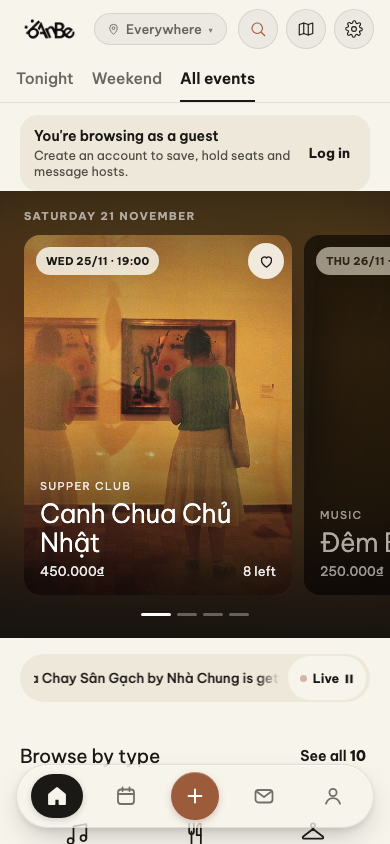 ȯAnBe
Everywhere
Tonight Weekend All events
You're browsing as a guest
Create an account to save, hold seats and
message hosts.
Log in
SATURDAY 21 NOVEMBER
WED 25/11 · 19:00
THU 26/11 ·
SUPPER CLUB
Canh Chua Chủ
Nhật
450.000₫
8 left
MUSIC
Đêm
250.000₫
a Chay Sân Gạch by Nhà Chung is get
Live
Browse by type
See all 10